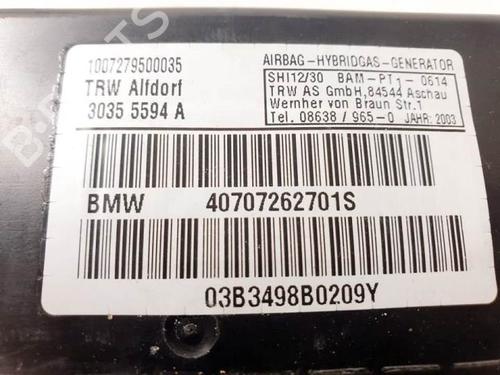 1007279500035
TRW Alfdorf
3035 5594 A
AIRBAG-HYBRIDGAS-GENERATOR
SHI12/30 BAM-PT1-0614
TRW AS GmbH,84544 Aschau
Wernher von Braun Str.1
Tel. 08638/965-0 JAHR: 2003
BMW 40707262701S
03B3498B0209Y